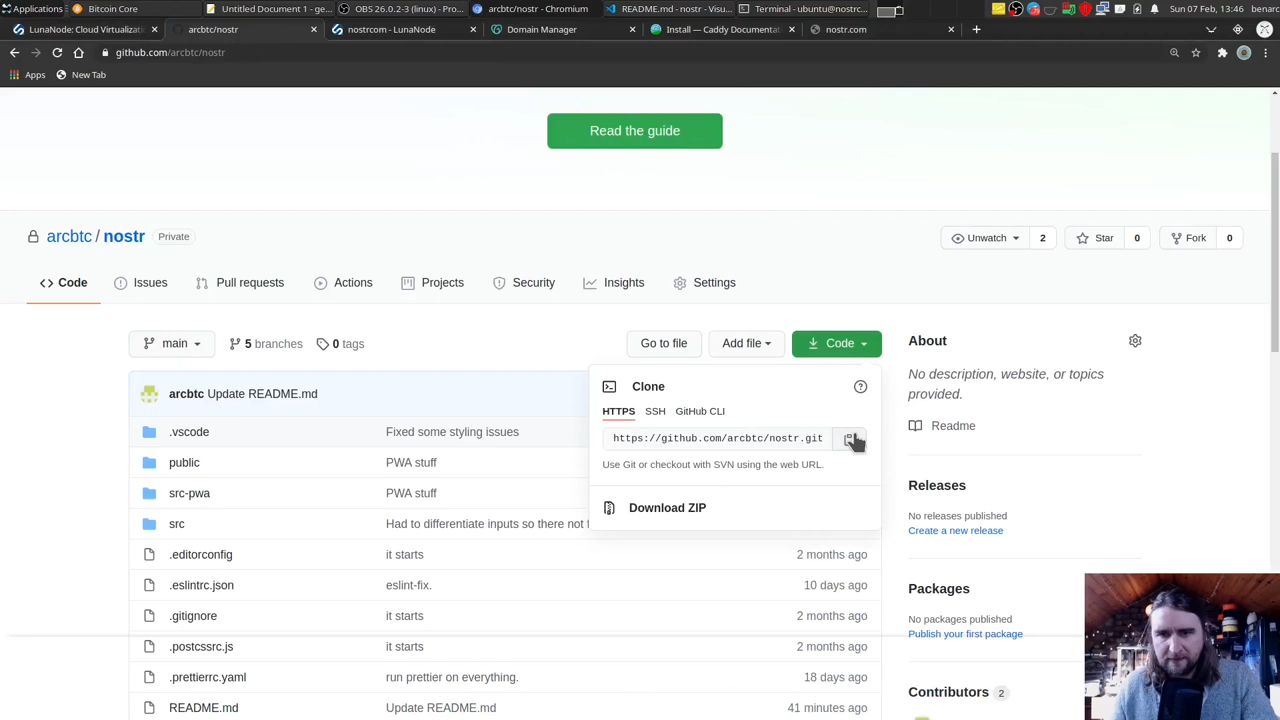 Applications
Bitcoin Core
Untitled Document 1 - ge...
OBS 26.0.2-3 (linux) - Pro...
arcbtc/nostr - Chromium
README.md - nostr - Visu...
Terminal - ubuntu@nostrc...
Sun 07 Feb, 13:46
benarc
LunaNode: Cloud Virtualizati
arcbtc/nostr
nostrcom - LunaNode
Domain Manager
Install — Caddy Documentati
nostr.com
github.com/arcbtc/nostr
Apps
New Tab
Read the guide
arcbtc / nostr
Private
Unwatch
2
Star
0
Fork
0
Code
Issues
Pull requests
Actions
Projects
Security
Insights
Settings
main
5 branches
0 tags
Go to file
Add file
Code
About
No description, website, or topics
provided.
Readme
Clone
HTTPS
SSH
GitHub CLI
https://github.com/arcbtc/nostr.git
Use Git or checkout with SVN using the web URL.
Download ZIP
arcbtc Update README.md
.vscode
Fixed some styling issues
public
PWA stuff
src-pwa
PWA stuff
src
Had to differentiate inputs so there not
.editorconfig
it starts
2 months ago
.eslintrc.json
eslint-fix.
10 days ago
.gitignore
it starts
2 months ago
.postcssrc.js
it starts
2 months ago
.prettierrc.yaml
run prettier on everything.
18 days ago
README.md
Update README.md
41 minutes ago
Releases
No releases published
Create a new release
Packages
No packages published
Publish your first package
Contributors 2